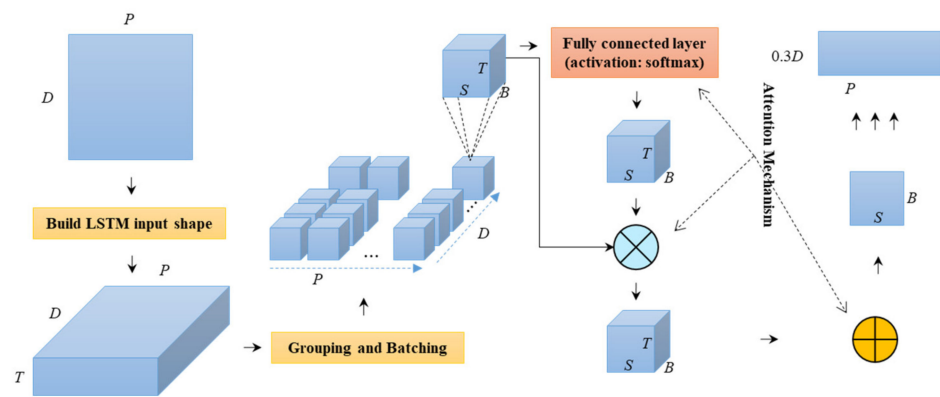 P
D
Build LSTM input shape
P
D
T
Grouping and Batching
P
...
D
...
T
S
B
Fully connected layer
(activation: softmax)
T
S
B
T
S
B
Attention Mechanism
0.3D
P
S
B